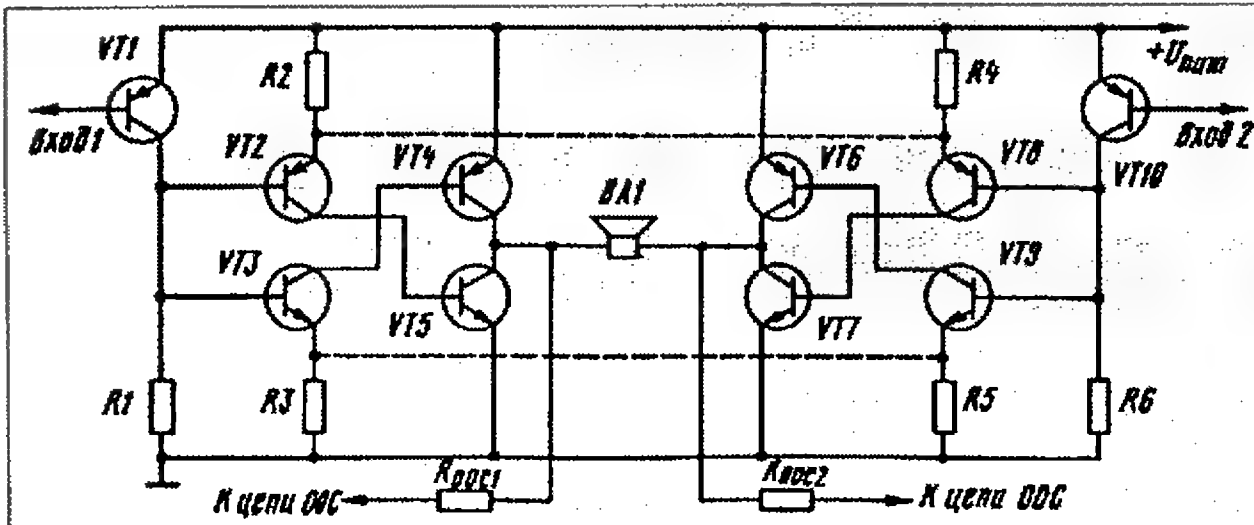 VT1
R2
R4
+Uпит
Вход 1
VT2
VT4
ВА1
VT6
VT8
Вход 2
VT10
VT3
VT5
VT7
VT9
R1
R3
R5
R6
Rоос1
Rоос2
К цепи ООС
К цепи ООС